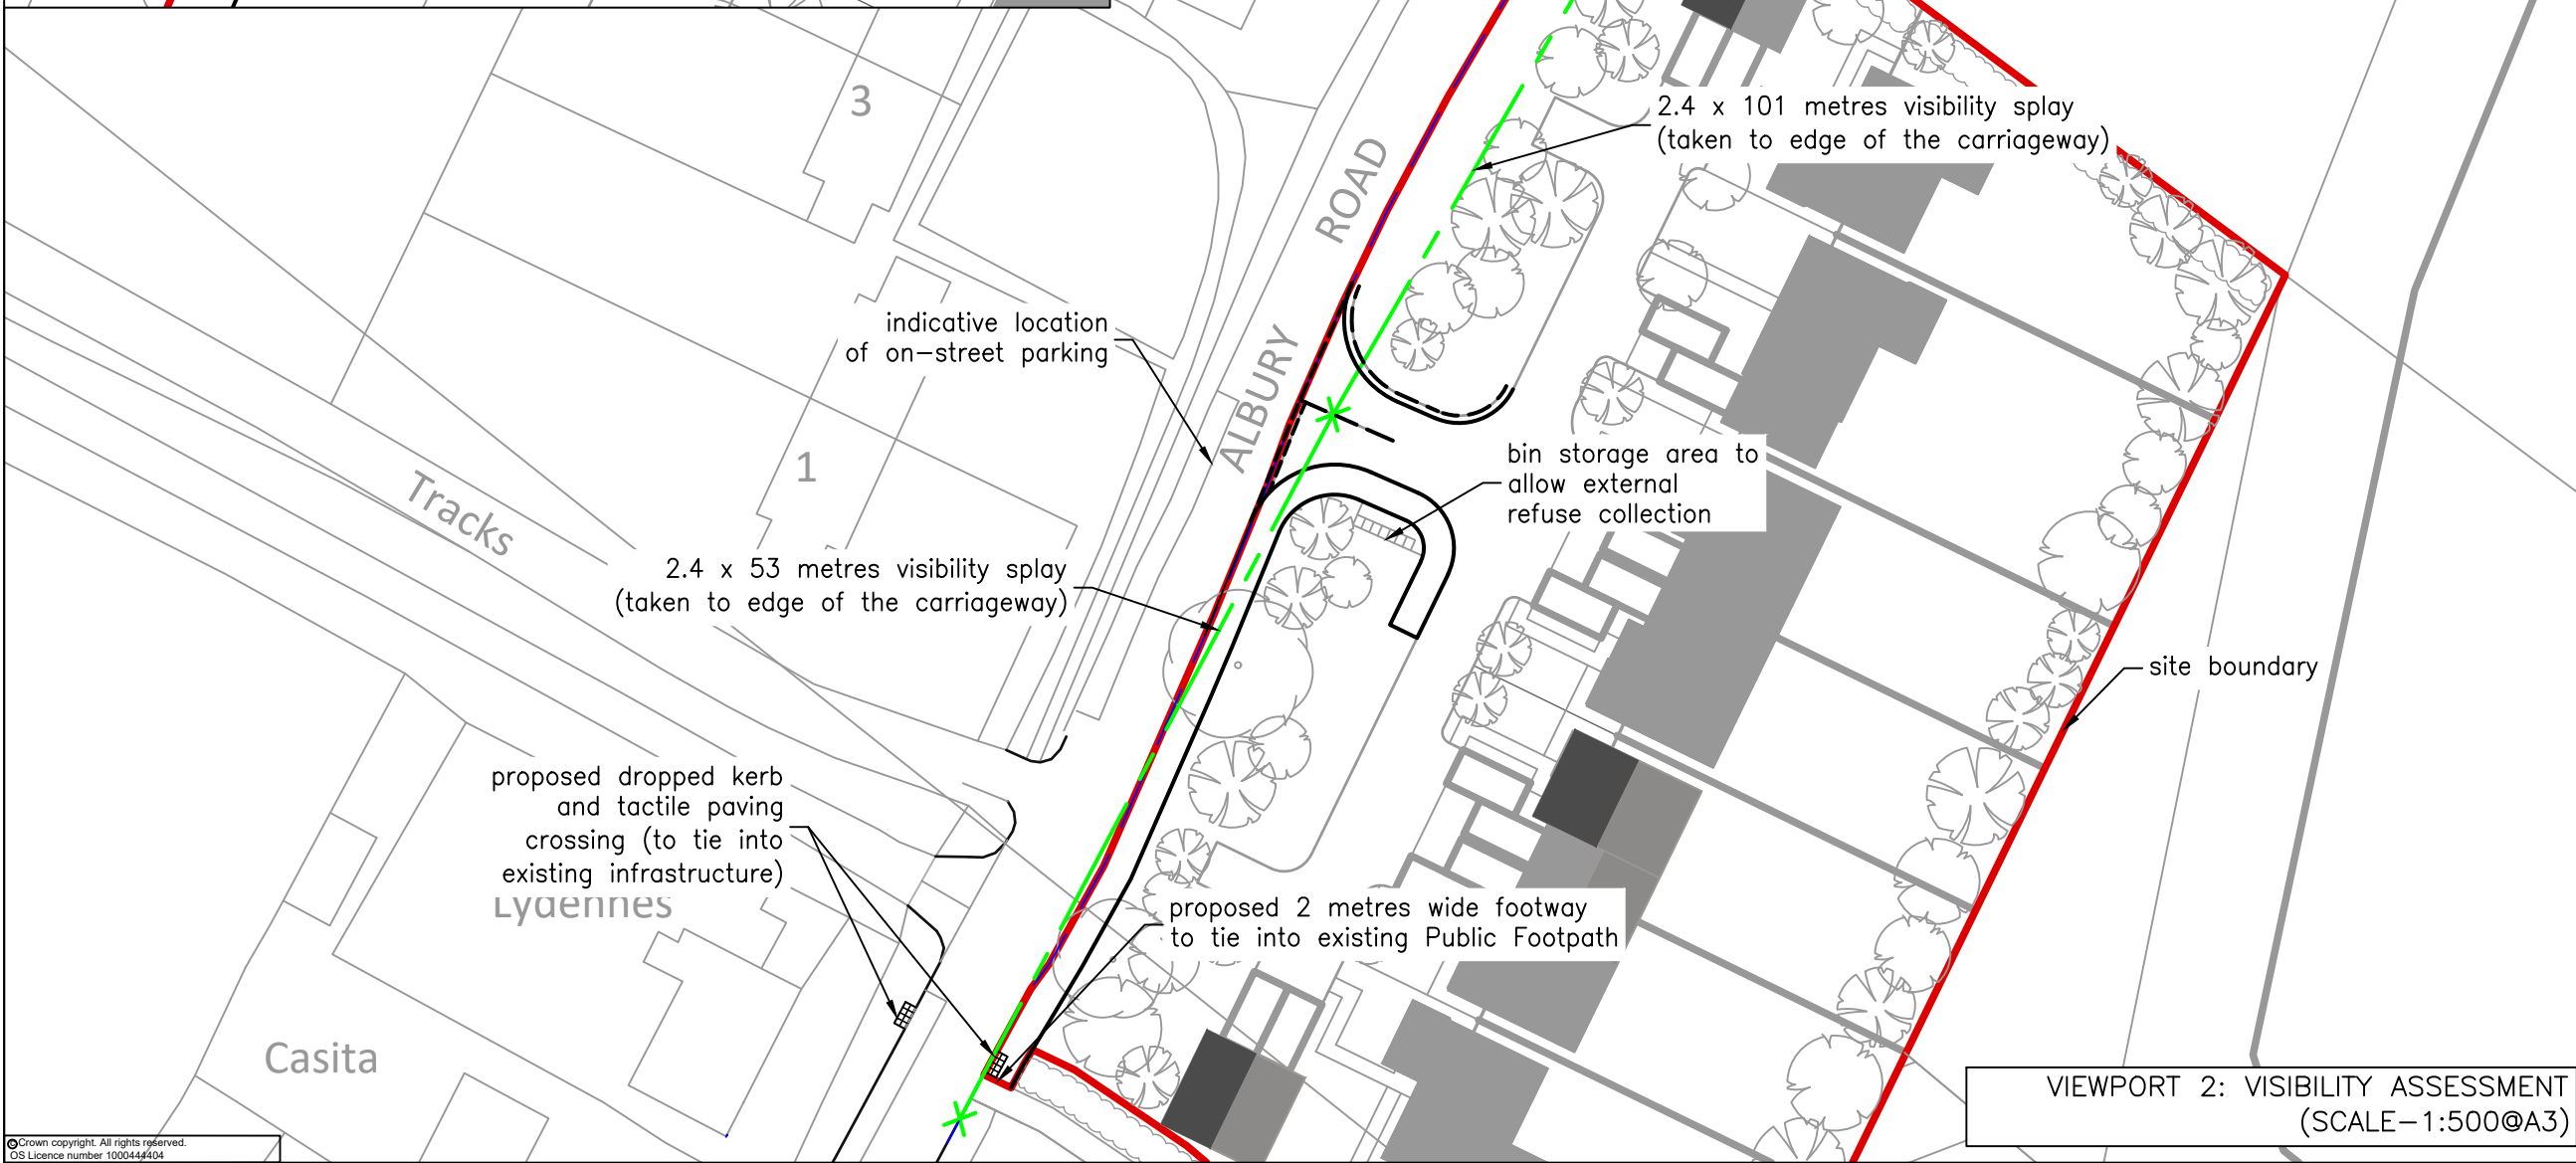 3
2.4 x 101 metres visibility splay
(taken to edge of the carriageway)
ALBURY ROAD
indicative location
of on-street parking
1
Tracks
bin storage area to
allow external
refuse collection
2.4 x 53 metres visibility splay
(taken to edge of the carriageway)
site boundary
proposed dropped kerb
and tactile paving
crossing (to tie into
existing infrastructure)
Lydennes
proposed 2 metres wide footway
to tie into existing Public Footpath
Casita
VIEWPORT 2: VISIBILITY ASSESSMENT
(SCALE-1:500@A3)
©Crown copyright. All rights reserved.
OS Licence number 1000444404